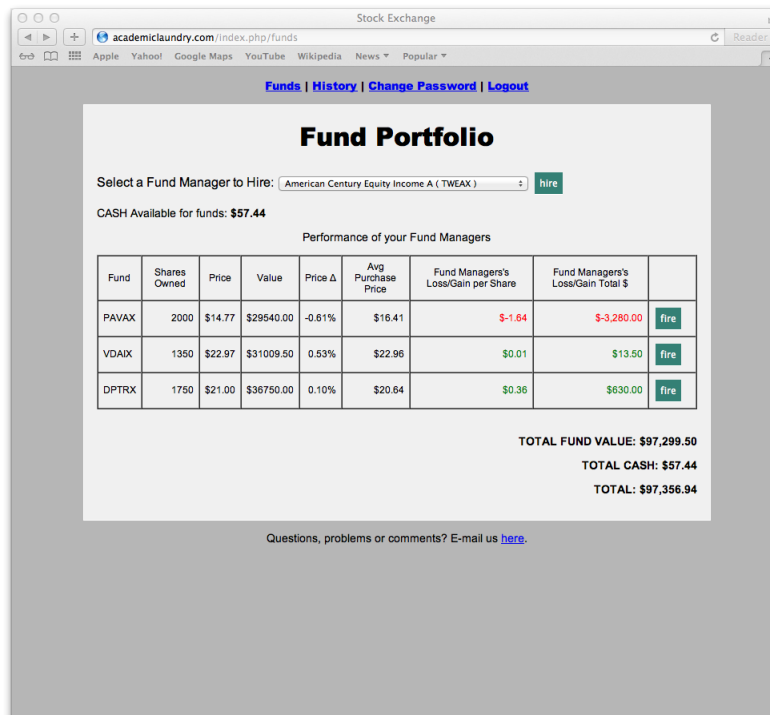 Stock Exchange
academiclaundry.com/index.php/funds
Reader
Apple Yahoo! Google Maps YouTube Wikipedia News Popular
Funds | History | Change Password | Logout
Fund Portfolio
Select a Fund Manager to Hire: American Century Equity Income A ( TWEAX ) hire
CASH Available for funds: $57.44
Performance of your Fund Managers
Fund Shares Owned Price Value Price Δ Avg Purchase Price Fund Managers's Loss/Gain per Share Fund Managers's Loss/Gain Total $
PAVAX 2000 $14.77 $29540.00 -0.61% $16.41 $-1.64 $-3,280.00 fire
VDAIX 1350 $22.97 $31009.50 0.53% $22.96 $0.01 $13.50 fire
DPTRX 1750 $21.00 $36750.00 0.10% $20.64 $0.36 $630.00 fire
TOTAL FUND VALUE: $97,299.50
TOTAL CASH: $57.44
TOTAL: $97,356.94
Questions, problems or comments? E-mail us here.